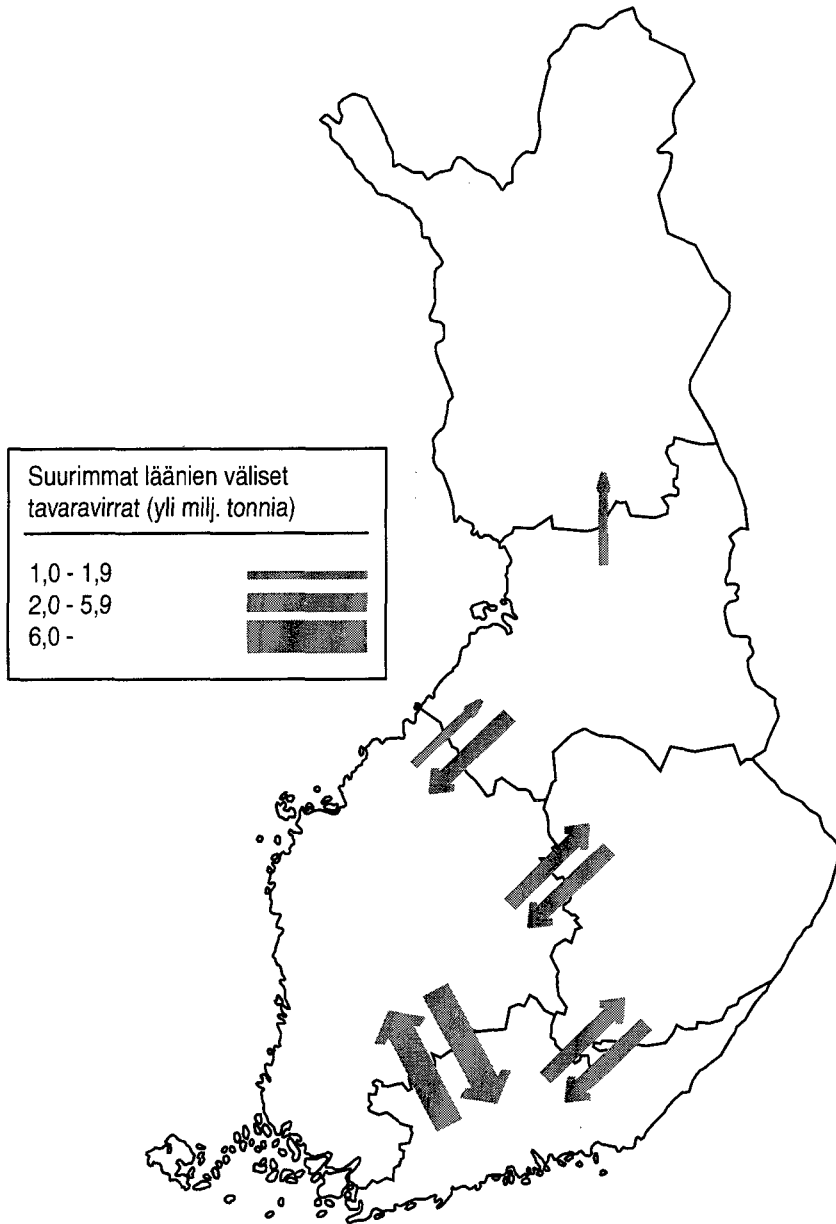 Suurimmat läänien väliset
tavaravirrat (yli milj. tonnia)
1,0 - 1,9
2,0 - 5,9
6,0 -